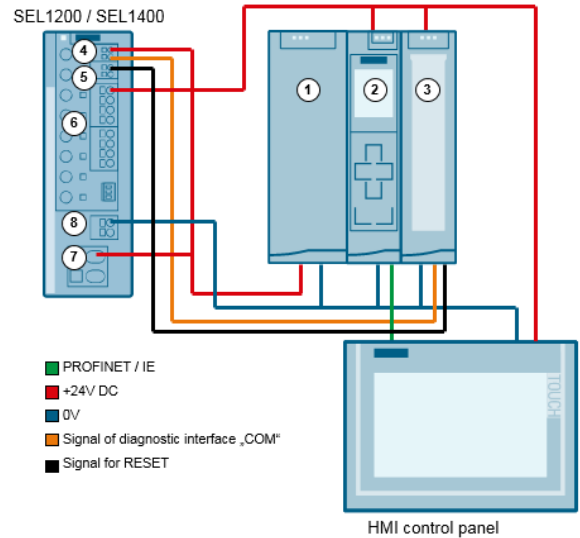 SEL1200 / SEL1400
4
5
6
8
7
1
2
3
PROFINET / IE
+24V DC
0V
Signal of diagnostic interface „COM“
Signal for RESET
TOUCH
HMI control panel